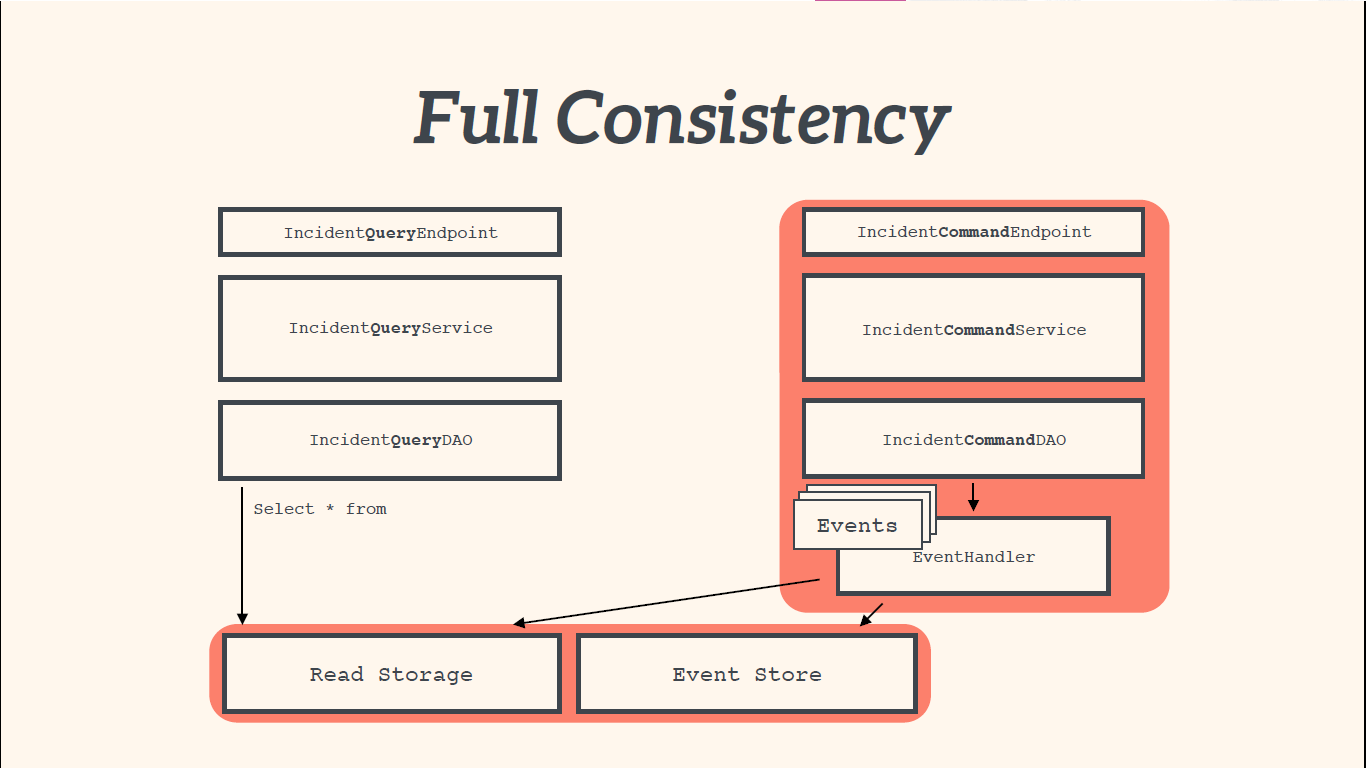 Full Consistency
IncidentQueryEndpoint
IncidentQueryService
IncidentQueryDAO
Select * from
IncidentCommandEndpoint
IncidentCommandService
IncidentCommandDAO
Events
EventHandler
Read Storage
Event Store